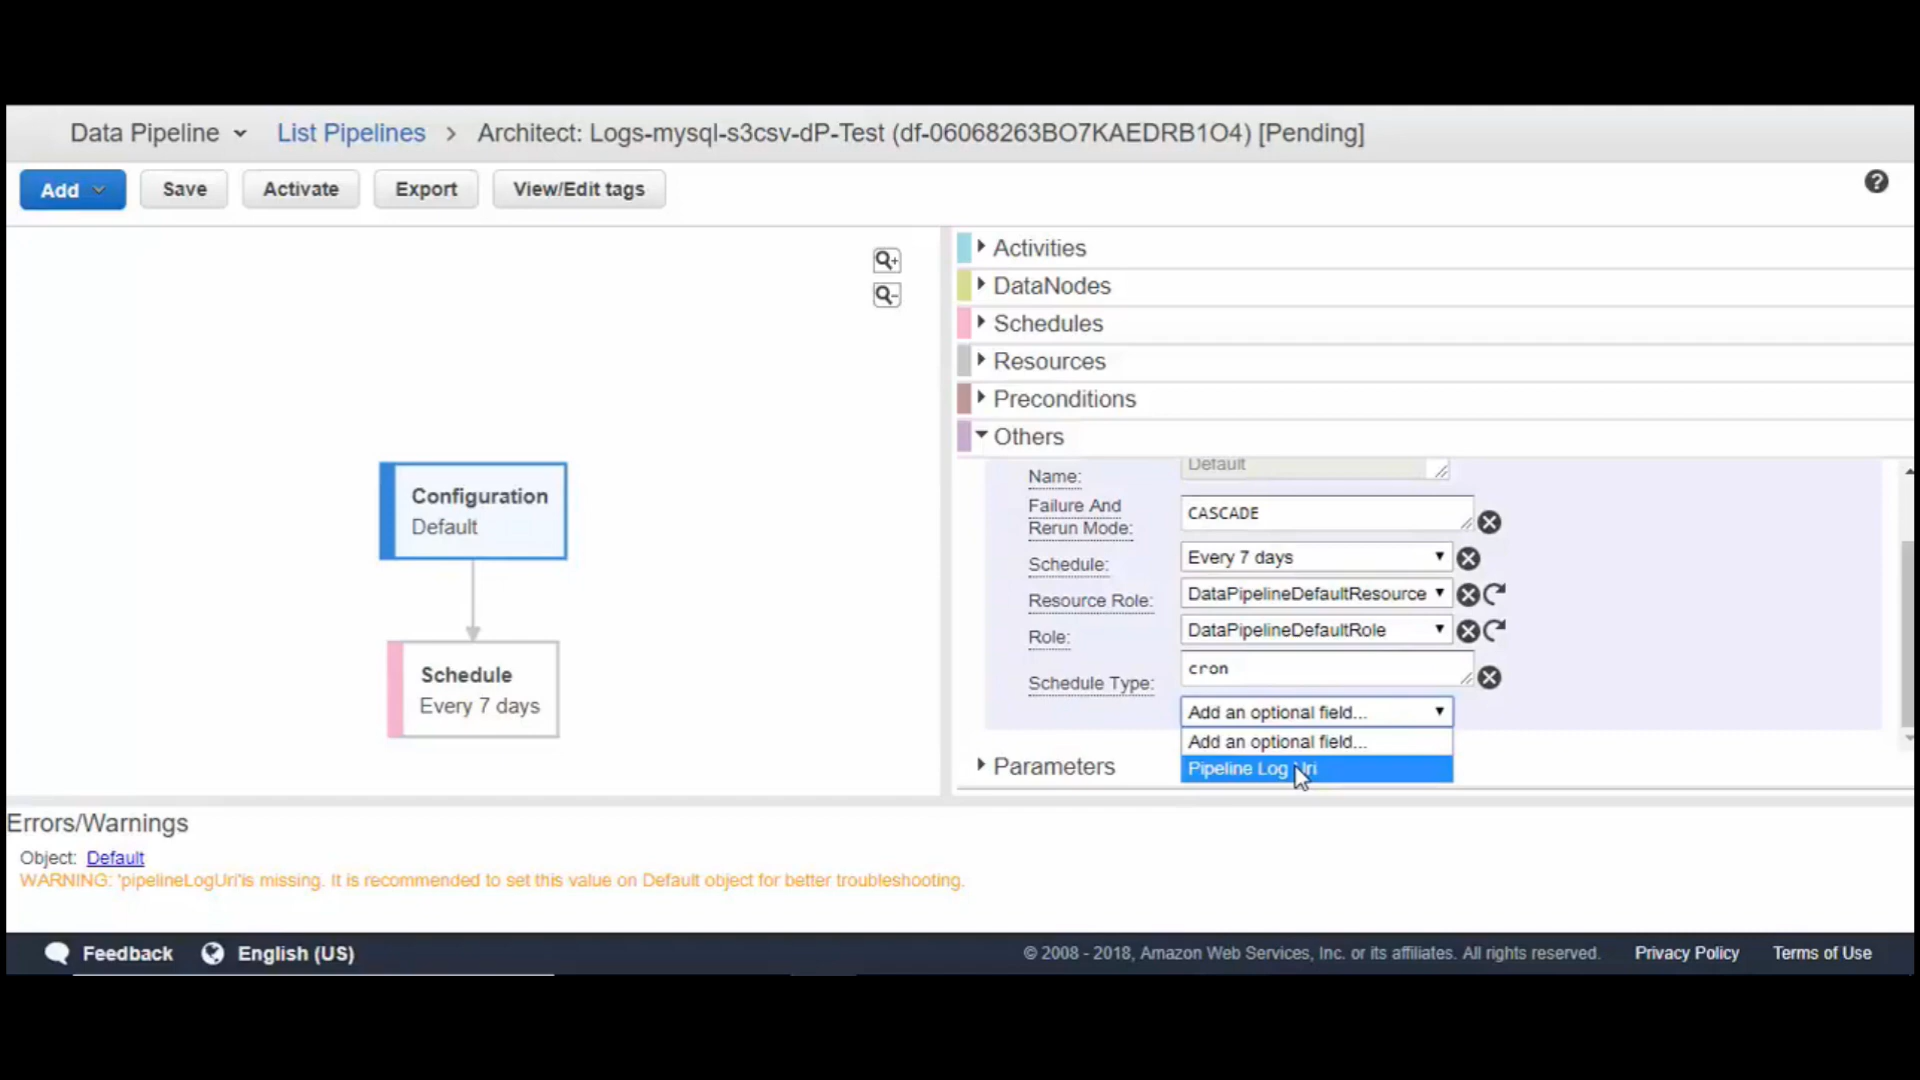 Data Pipeline
List Pipelines > Architect: Logs-mysql-s3csv-dP-Test (df-06068263BO7KAEDRB1O4) [Pending]
Add
Save
Activate
Export
View/Edit tags
?
Configuration
Default
Schedule
Every 7 days
Activities
DataNodes
Schedules
Resources
Preconditions
Others
Name:
Default
Failure And
Rerun Mode:
CASCADE
Schedule:
Every 7 days
Resource Role:
DataPipelineDefaultResource
Role:
DataPipelineDefaultRole
Schedule Type:
cron
Add an optional field...
Add an optional field...
Pipeline Log Uri
Parameters
Errors/Warnings
Object: Default
WARNING: 'pipelineLogUri'is missing. It is recommended to set this value on Default object for better troubleshooting.
Feedback
English (US)
© 2008 - 2018, Amazon Web Services, Inc. or its affiliates. All rights reserved.
Privacy Policy
Terms of Use